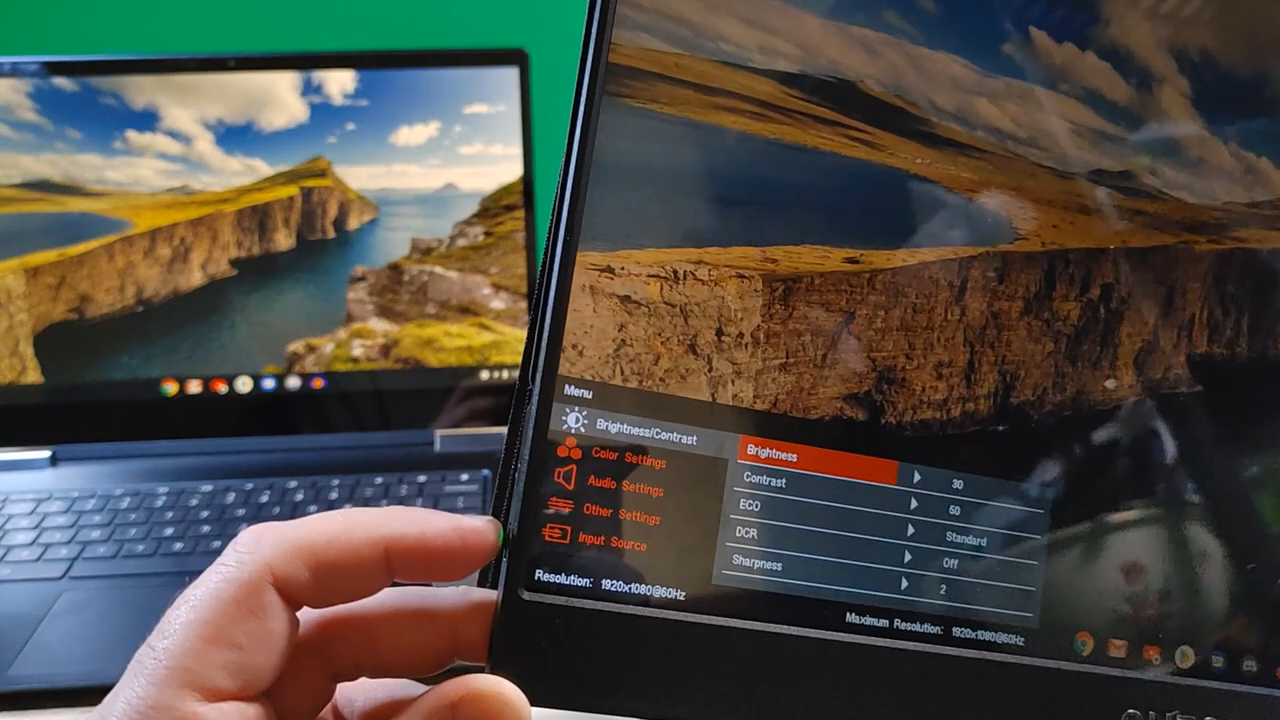 Menu
Brightness/Contrast
Color Settings
Audio Settings
Other Settings
Input Source
Brightness 30
Contrast 50
ECO Standard
DCR Off
Sharpness 2
Resolution: 1920x1080@60Hz
Maximum Resolution: 1920x1080@60Hz